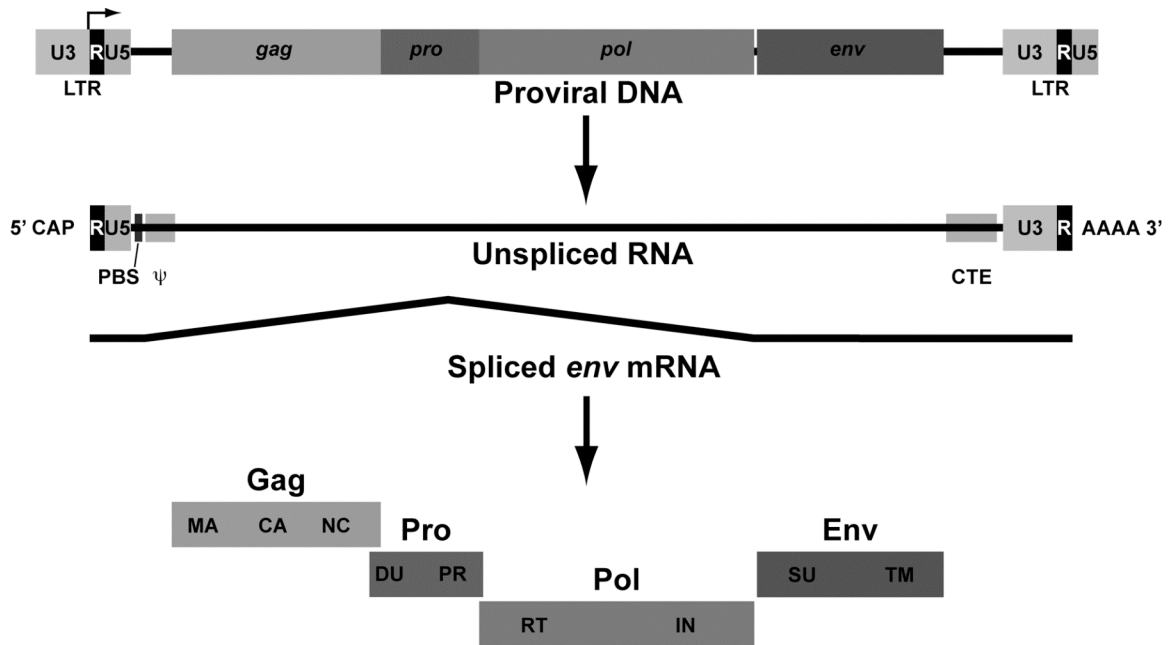 U3 R U5 gag pro pol env U3 R U5
LTR Proviral DNA LTR
5' CAP R U5 U3 R AAAA 3'
Unspliced RNA
PBS ψ CTE
Spliced env mRNA
Gag
MA CA NC
Pro Env
DU PR Pol SU TM
RT IN